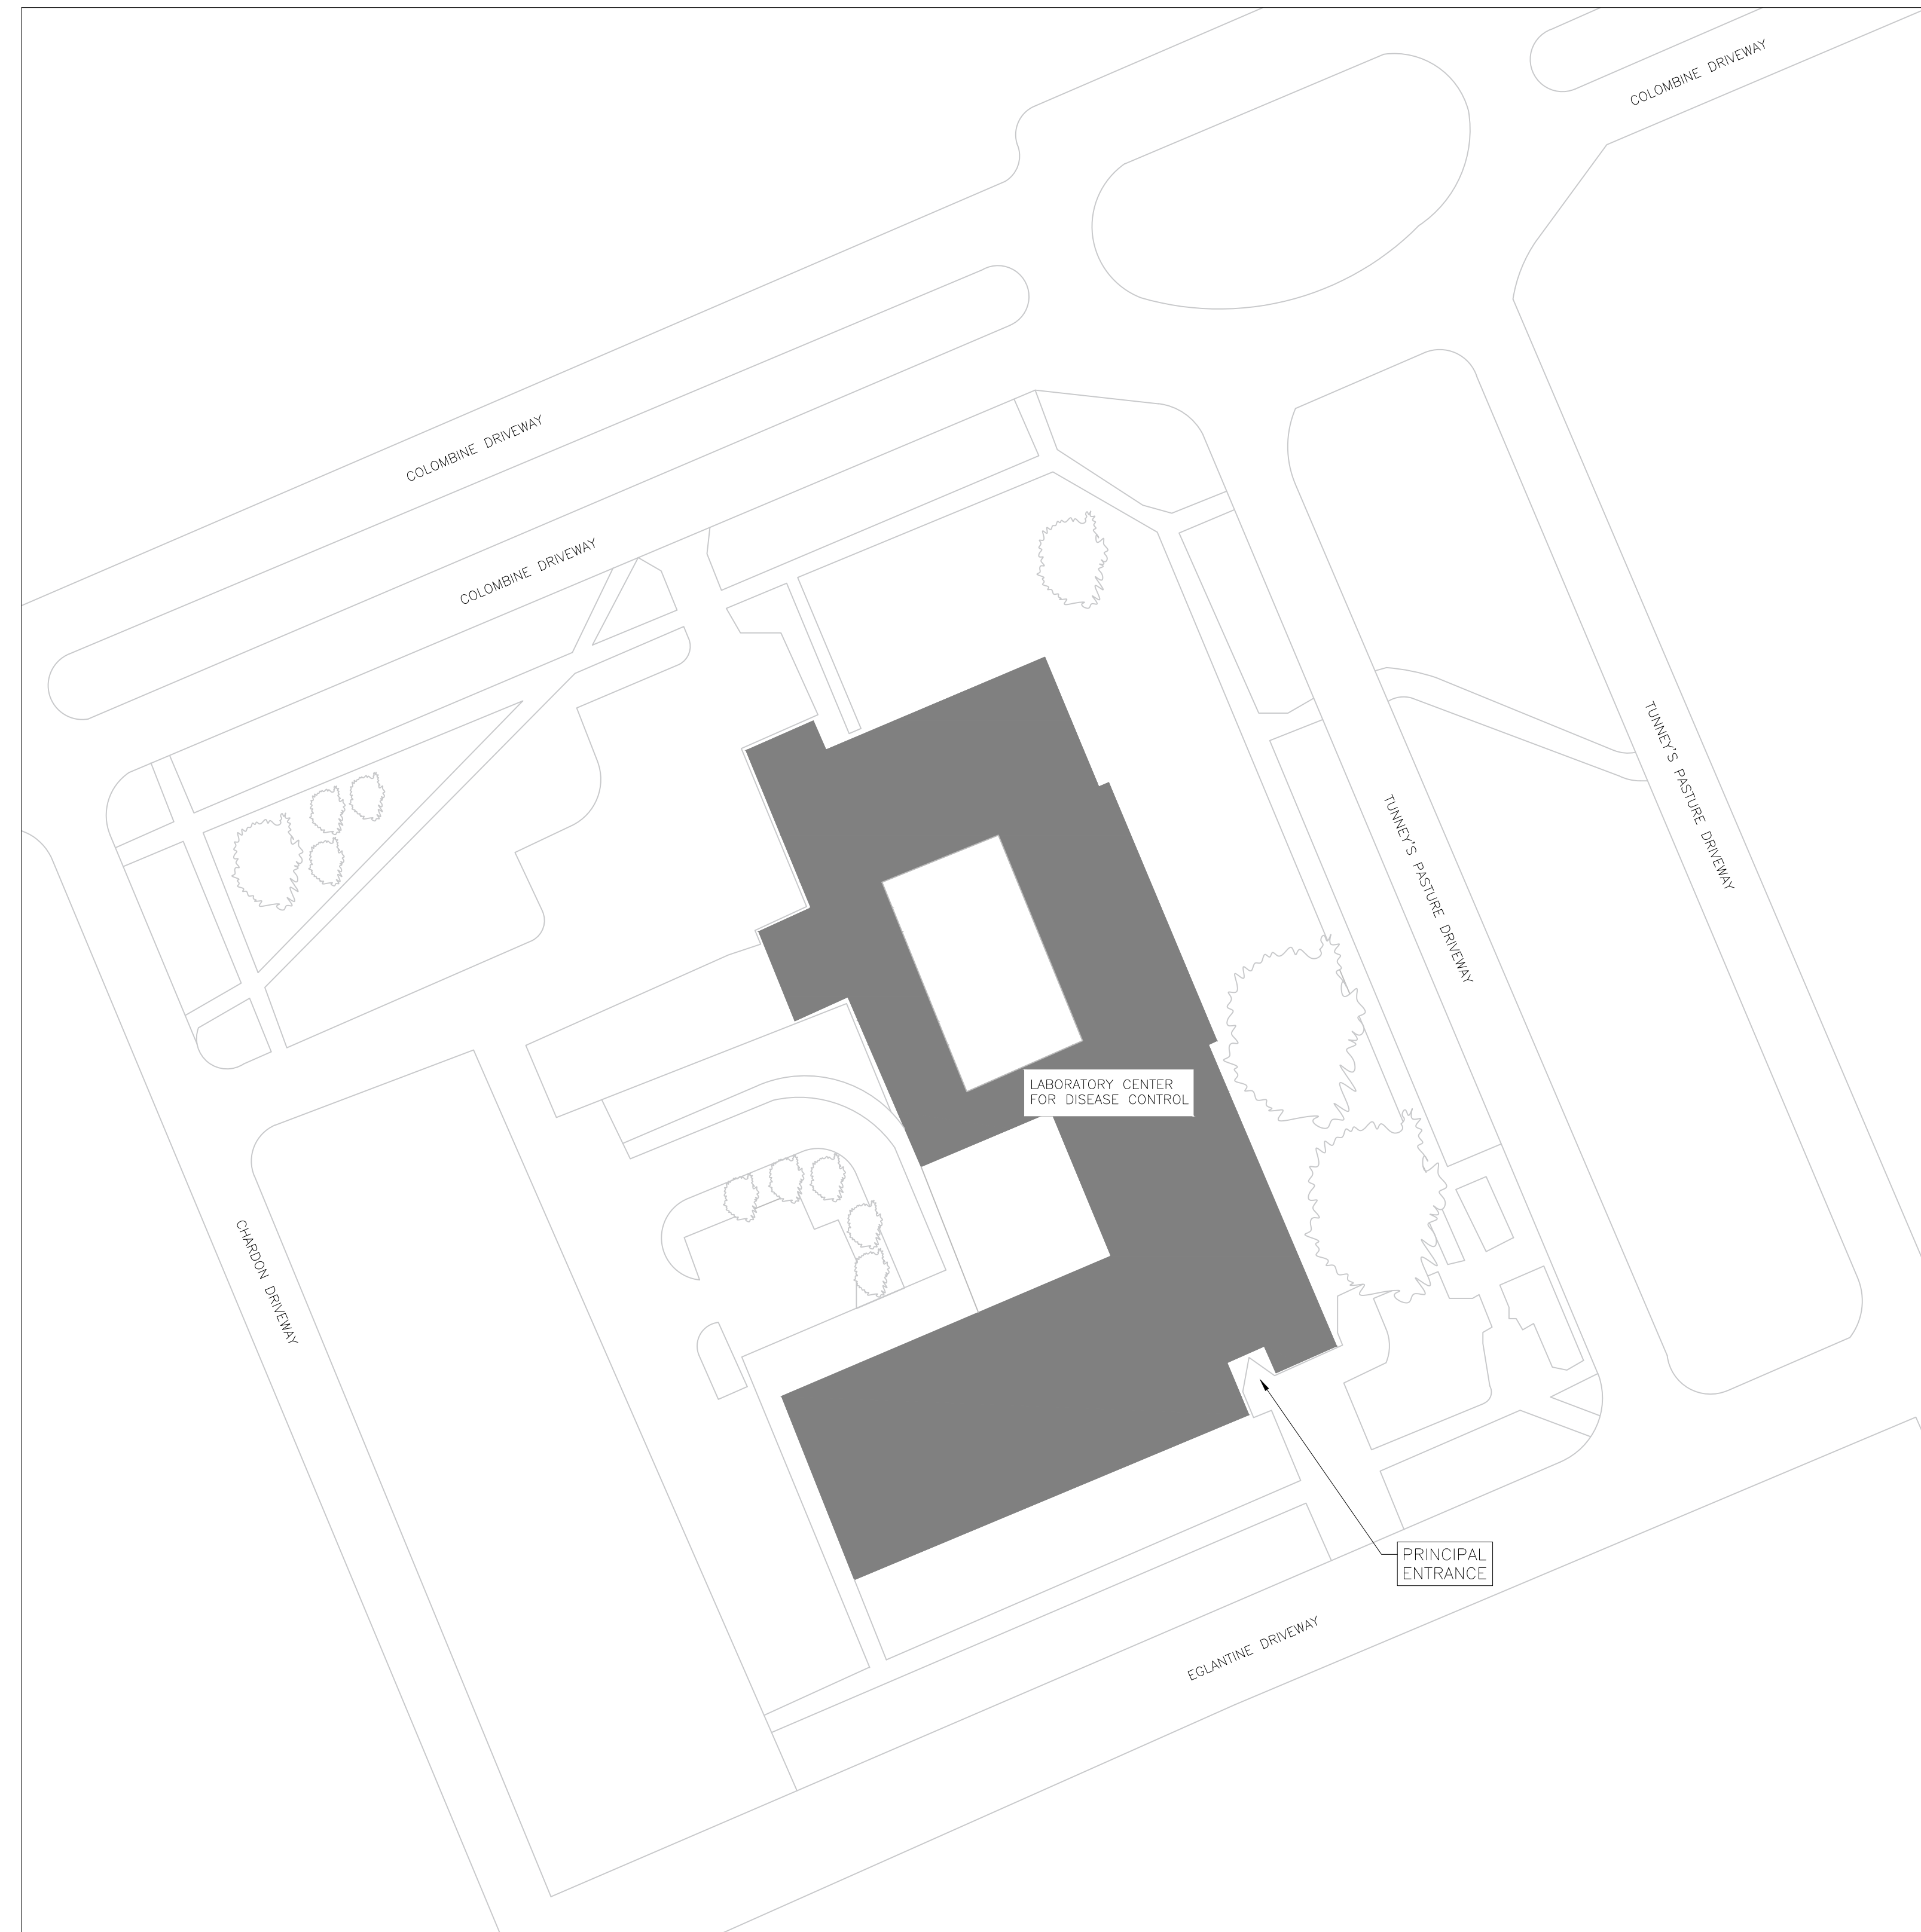 COLOMBINE DRIVEWAY
COLOMBINE DRIVEWAY
COLOMBINE DRIVEWAY
TUNNEY'S PASTURE DRIVEWAY
TUNNEY'S PASTURE DRIVEWAY
LABORATORY CENTER
FOR DISEASE CONTROL
CHARDON DRIVEWAY
PRINCIPAL
ENTRANCE
EGLANTINE DRIVEWAY